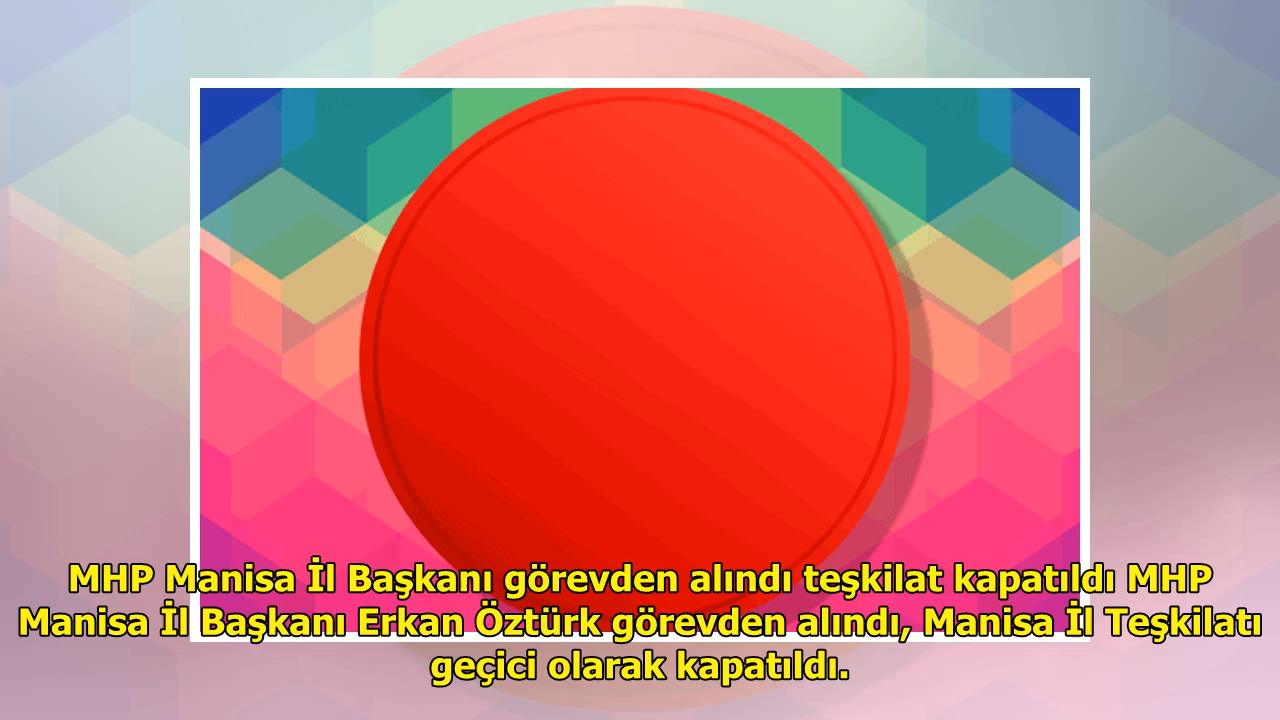 MHP Manisa İl Başkanı görevden alındı teşkilat kapatıldı MHP
Manisa İl Başkanı Erkan Öztürk görevden alındı, Manisa İl Teşkilatı
geçici olarak kapatıldı.